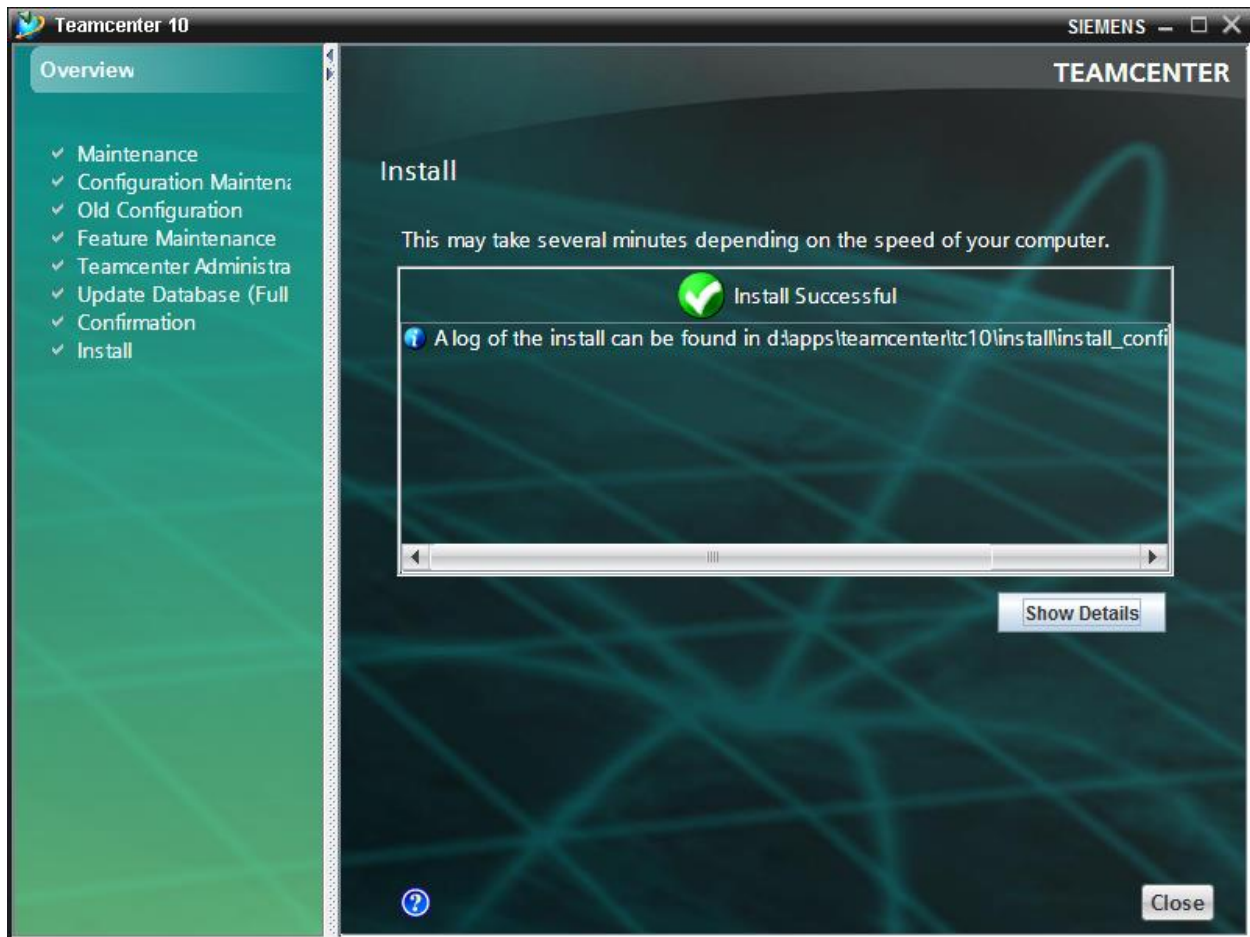 Teamcenter 10
SIEMENS
Overview
TEAMCENTER
Maintenance
Configuration Maintena
Old Configuration
Feature Maintenance
Teamcenter Administra
Update Database (Full
Confirmation
Install
Install
This may take several minutes depending on the speed of your computer.
Install Successful
A log of the install can be found in d:\apps\teamcenter\tc10\install\install_confi
Show Details
Close